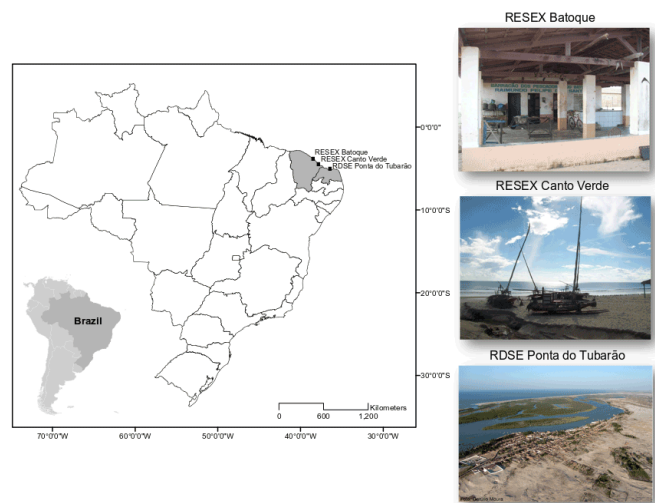 RESEX Batoque
RESEX Batoque
RESEX Canto Verde
RDSE Ponta do Tubarão
0°0'0"
10°0'0"S
20°0'0"S
30°0'0"S
Brazil
Kilometers
0 600 1,200
70°0'0"W 60°0'0"W 50°0'0"W 40°0'0"W 30°0'0"W
RESEX Canto Verde
RDSE Ponta do Tubarão